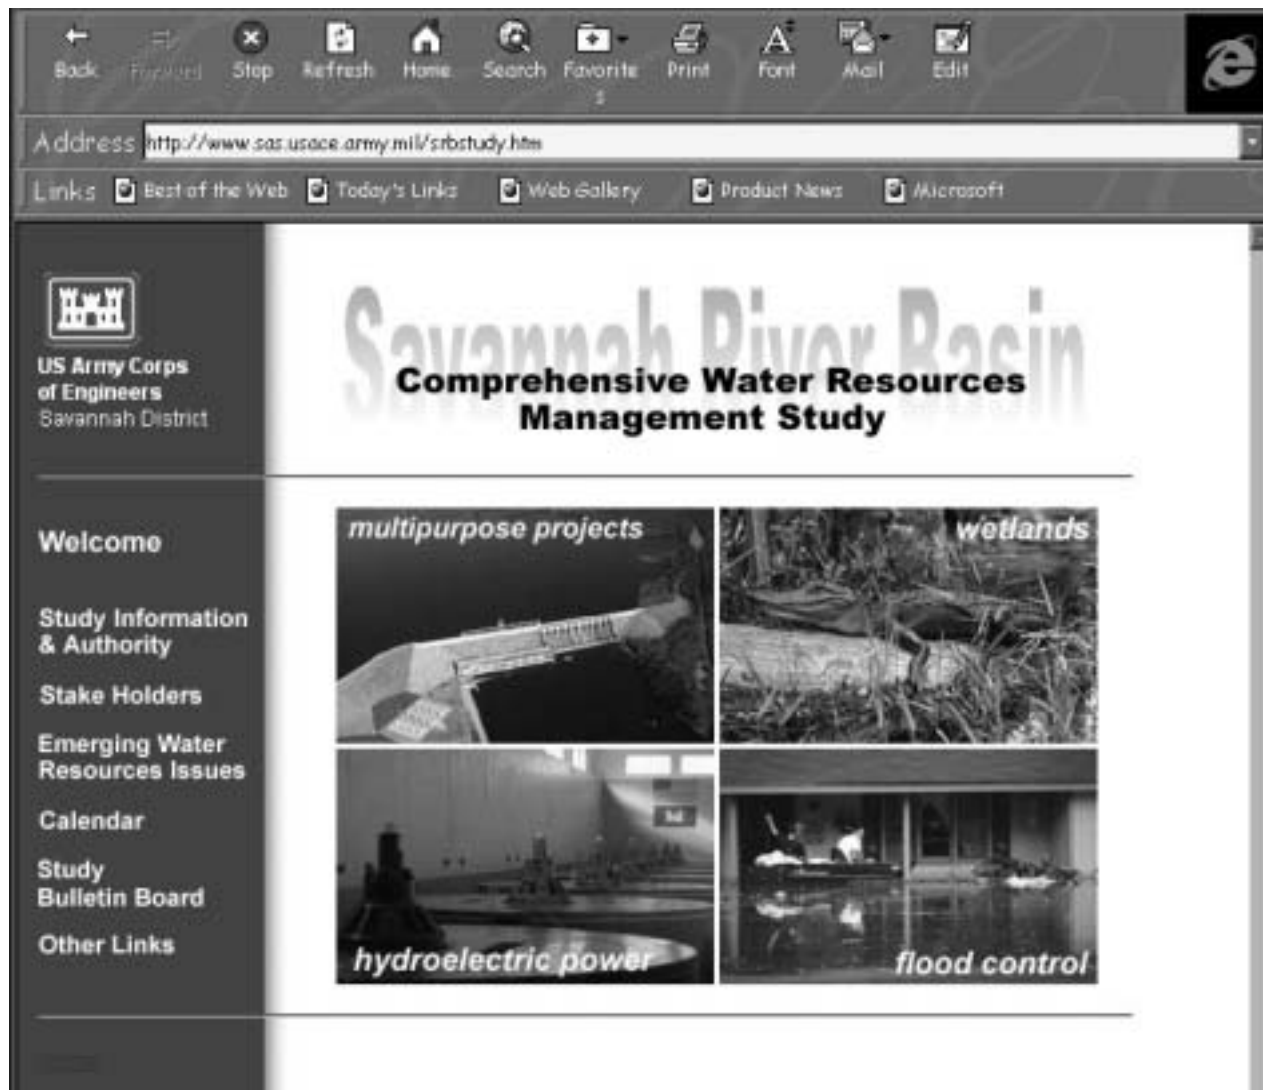 Back Forward Stop Refresh Home Search Favorite Print Font Mail Edit
s
Address http://www.sas.usace.army.mil/srbstudy.htm
Links Best of the Web Today's Links Web Gallery Product News Microsoft
US Army Corps
of Engineers
Savannah District
Savannah River Basin
Comprehensive Water Resources
Management Study
Welcome
Study Information
& Authority
Stake Holders
Emerging Water
Resources Issues
Calendar
Study
Bulletin Board
Other Links
multipurpose projects
wetlands
hydroelectric power
flood control